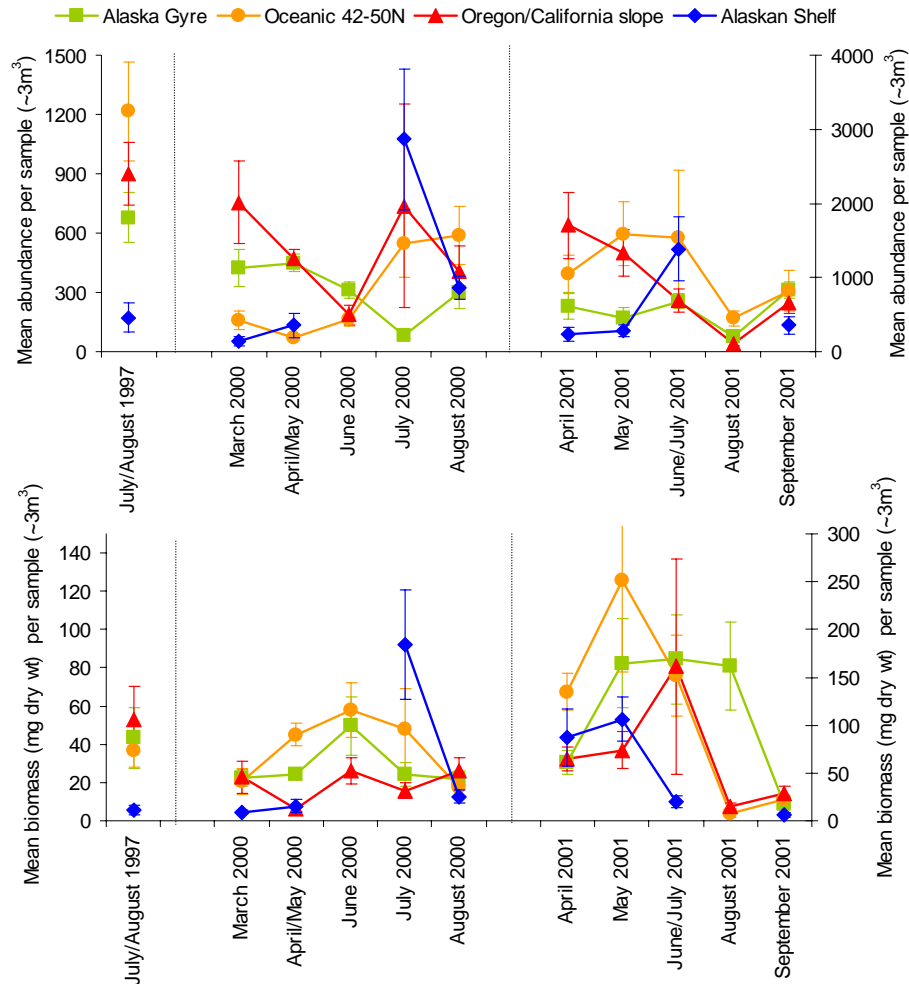 Alaska Gyre Oceanic 42-50N Oregon/California slope Alaskan Shelf
Mean abundance per sample (~3m³)
1500
1200
900
600
300
0
4000
3000
2000
1000
0
Mean abundance per sample (~3m³)
July/August 1997
March 2000
April/May 2000
June 2000
July 2000
August 2000
April 2001
May 2001
June/July 2001
August 2001
September 2001
Mean biomass (mg dry wt) per sample (~3m³)
140
120
100
80
60
40
20
0
300
250
200
150
100
50
0
Mean biomass (mg dry wt) per sample (~3m³)
July/August 1997
March 2000
April/May 2000
June 2000
July 2000
August 2000
April 2001
May 2001
June/July 2001
August 2001
September 2001